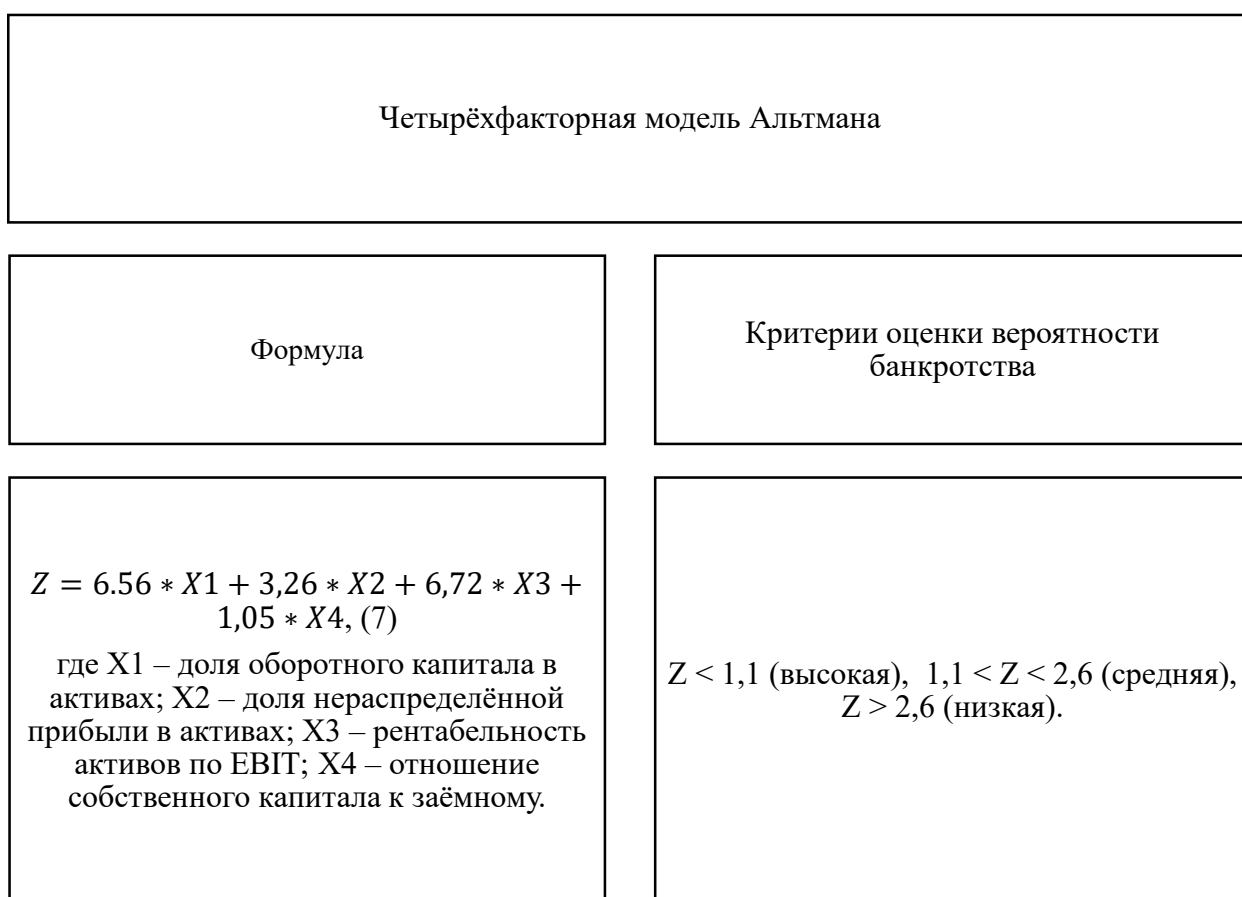 Четырёхфакторная модель Альтмана
Формула
Критерии оценки вероятности
банкротства
Z = 6.56 * X1 + 3,26 * X2 + 6,72 * X3 +
1,05 * X4, (7)
где X1 – доля оборотного капитала в
активах; X2 – доля нераспределённой
прибыли в активах; X3 – рентабельность
активов по EBIT; X4 – отношение
собственного капитала к заёмному.
Z < 1,1 (высокая), 1,1 < Z < 2,6 (средняя),
Z > 2,6 (низкая).